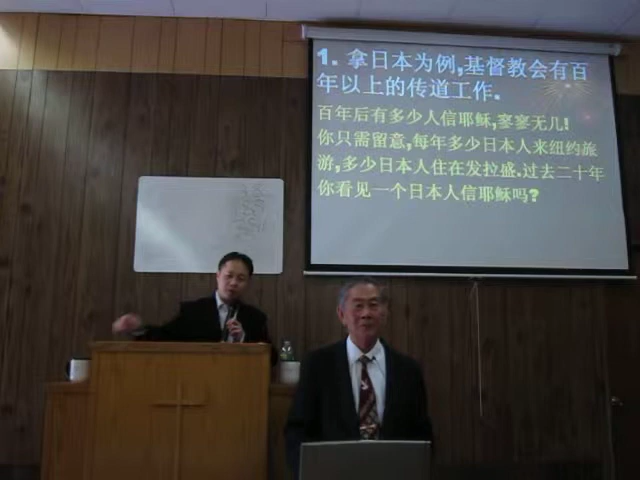 1. 拿日本为例,基督教会有百
年以上的传道工作.
百年后有多少人信耶稣,寥寥无几!
你只需留意,每年多少日本人来纽约旅
游,多少日本人住在发拉盛.过去二十年
你看见一个日本人信耶稣吗?